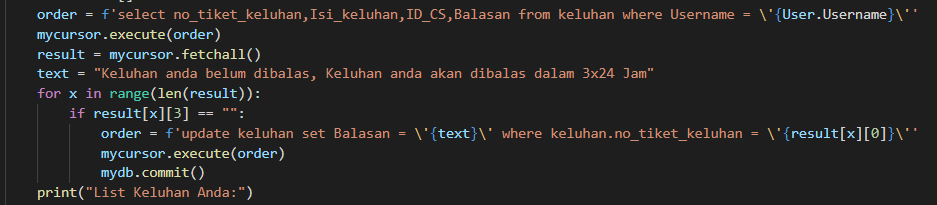 order = f'select no_tiket_keluhan,Isi_keluhan,ID_CS,Balasan from keluhan where Username = \'{User.Username}\''
mycursor.execute(order)
result = mycursor.fetchall()
text = "Keluhan anda belum dibalas, Keluhan anda akan dibalas dalam 3x24 Jam"
for x in range(len(result)):
    if result[x][3] == "":
        order = f'update keluhan set Balasan = \'{text}\' where keluhan.no_tiket_keluhan = \'{result[x][0]}\''
        mycursor.execute(order)
        mydb.commit()
print("List Keluhan Anda:")